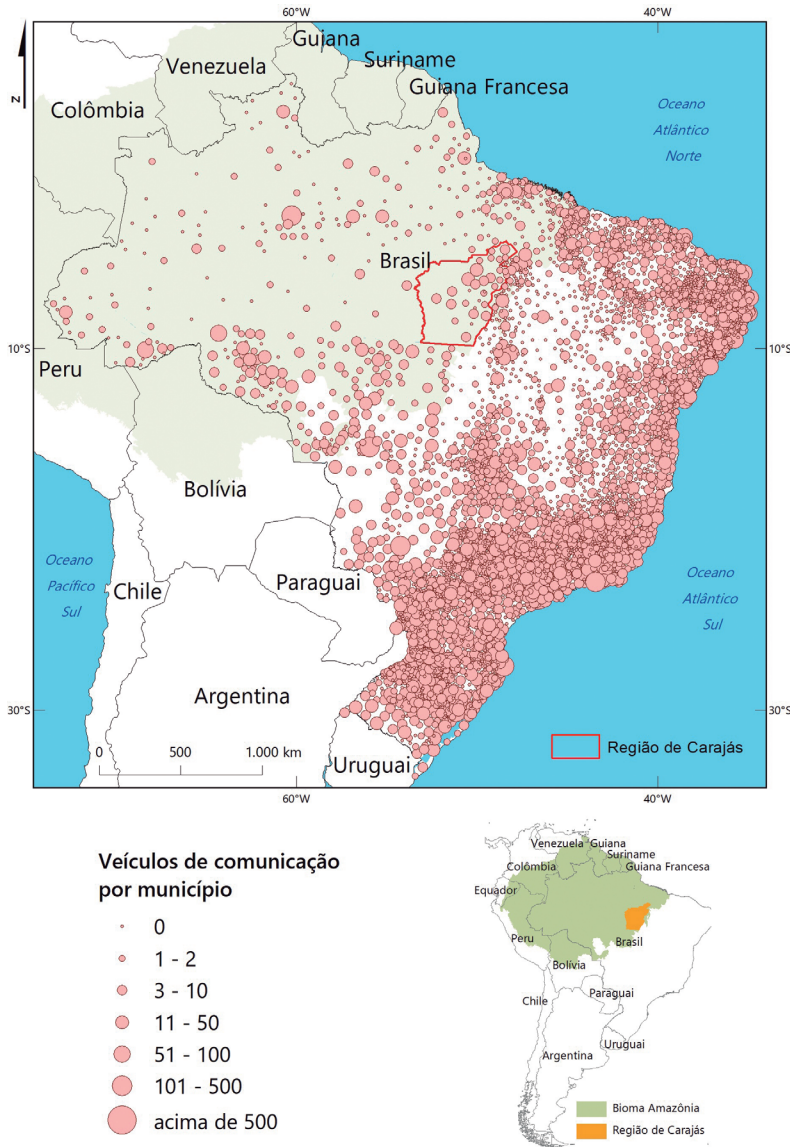 60°W
40°W
Guiana
Suriname
Venezuela
Guiana Francesa
Colômbia
Oceano
Atlântico
Norte
N
Brasil
10°S
10°S
Peru
Bolívia
Oceano
Pacífico
Sul
Chile
Paraguai
Oceano
Atlântico
Sul
Argentina
30°S
30°S
0
500
1.000 km
Uruguai
Região de Carajás
60°W
40°W
Veículos de comunicação
por município
0
1 - 2
3 - 10
11 - 50
51 - 100
101 - 500
acima de 500
Venezuela
Guiana
Suriname
Colômbia
Guiana Francesa
Equador
Peru
Brasil
Bolívia
Chile
Paraguai
Uruguai
Argentina
Bioma Amazônia
Região de Carajás